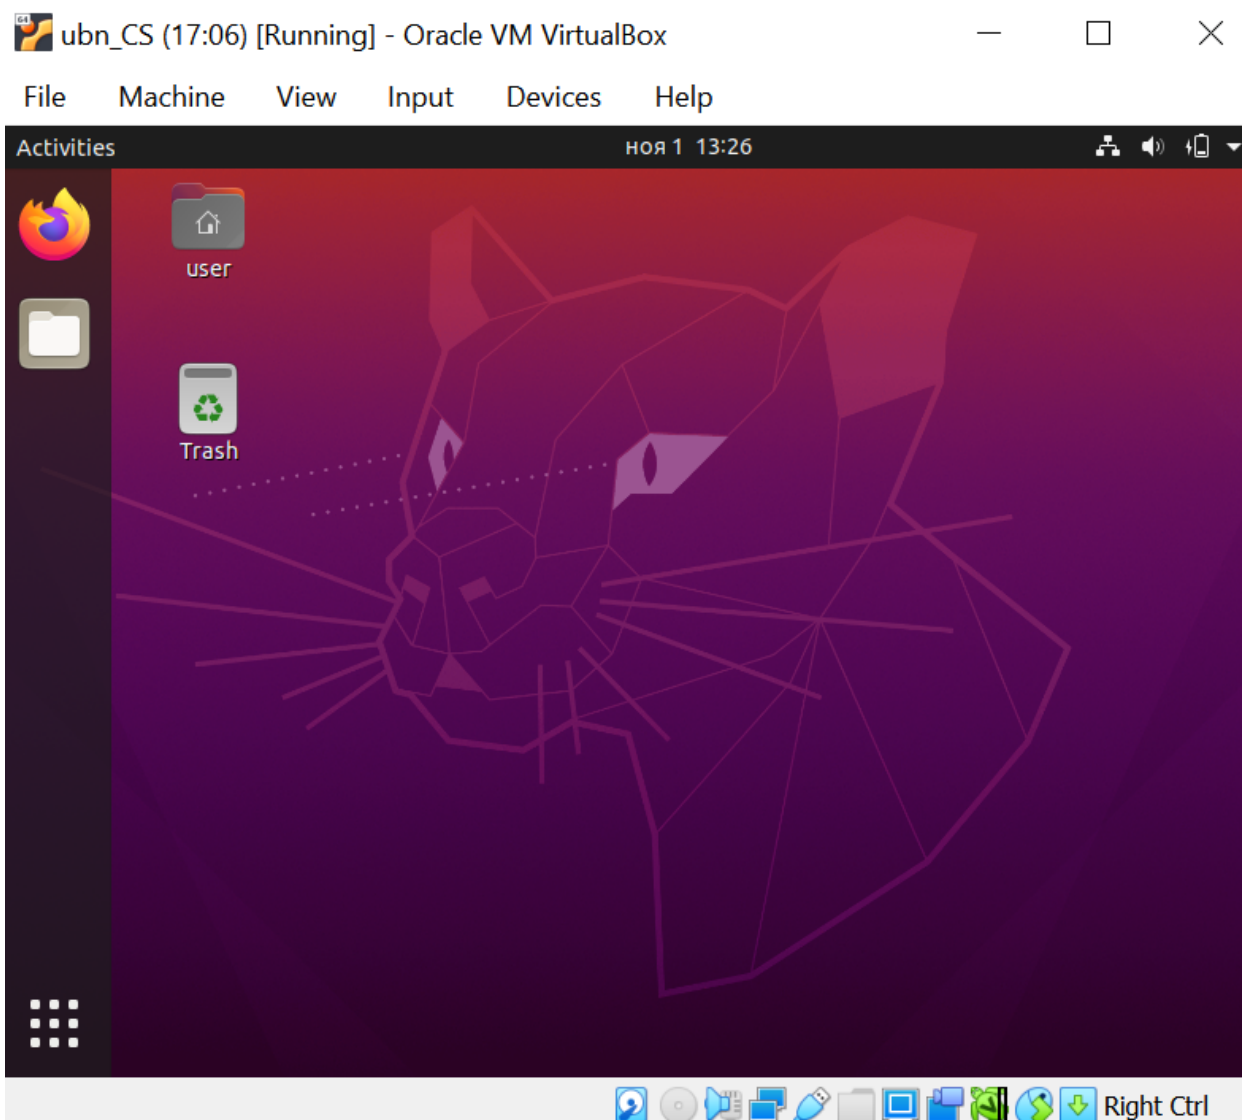 ubn_CS (17:06) [Running] - Oracle VM VirtualBox
File Machine View Input Devices Help
Activities ноя 1 13:26
user
Trash
Right Ctrl